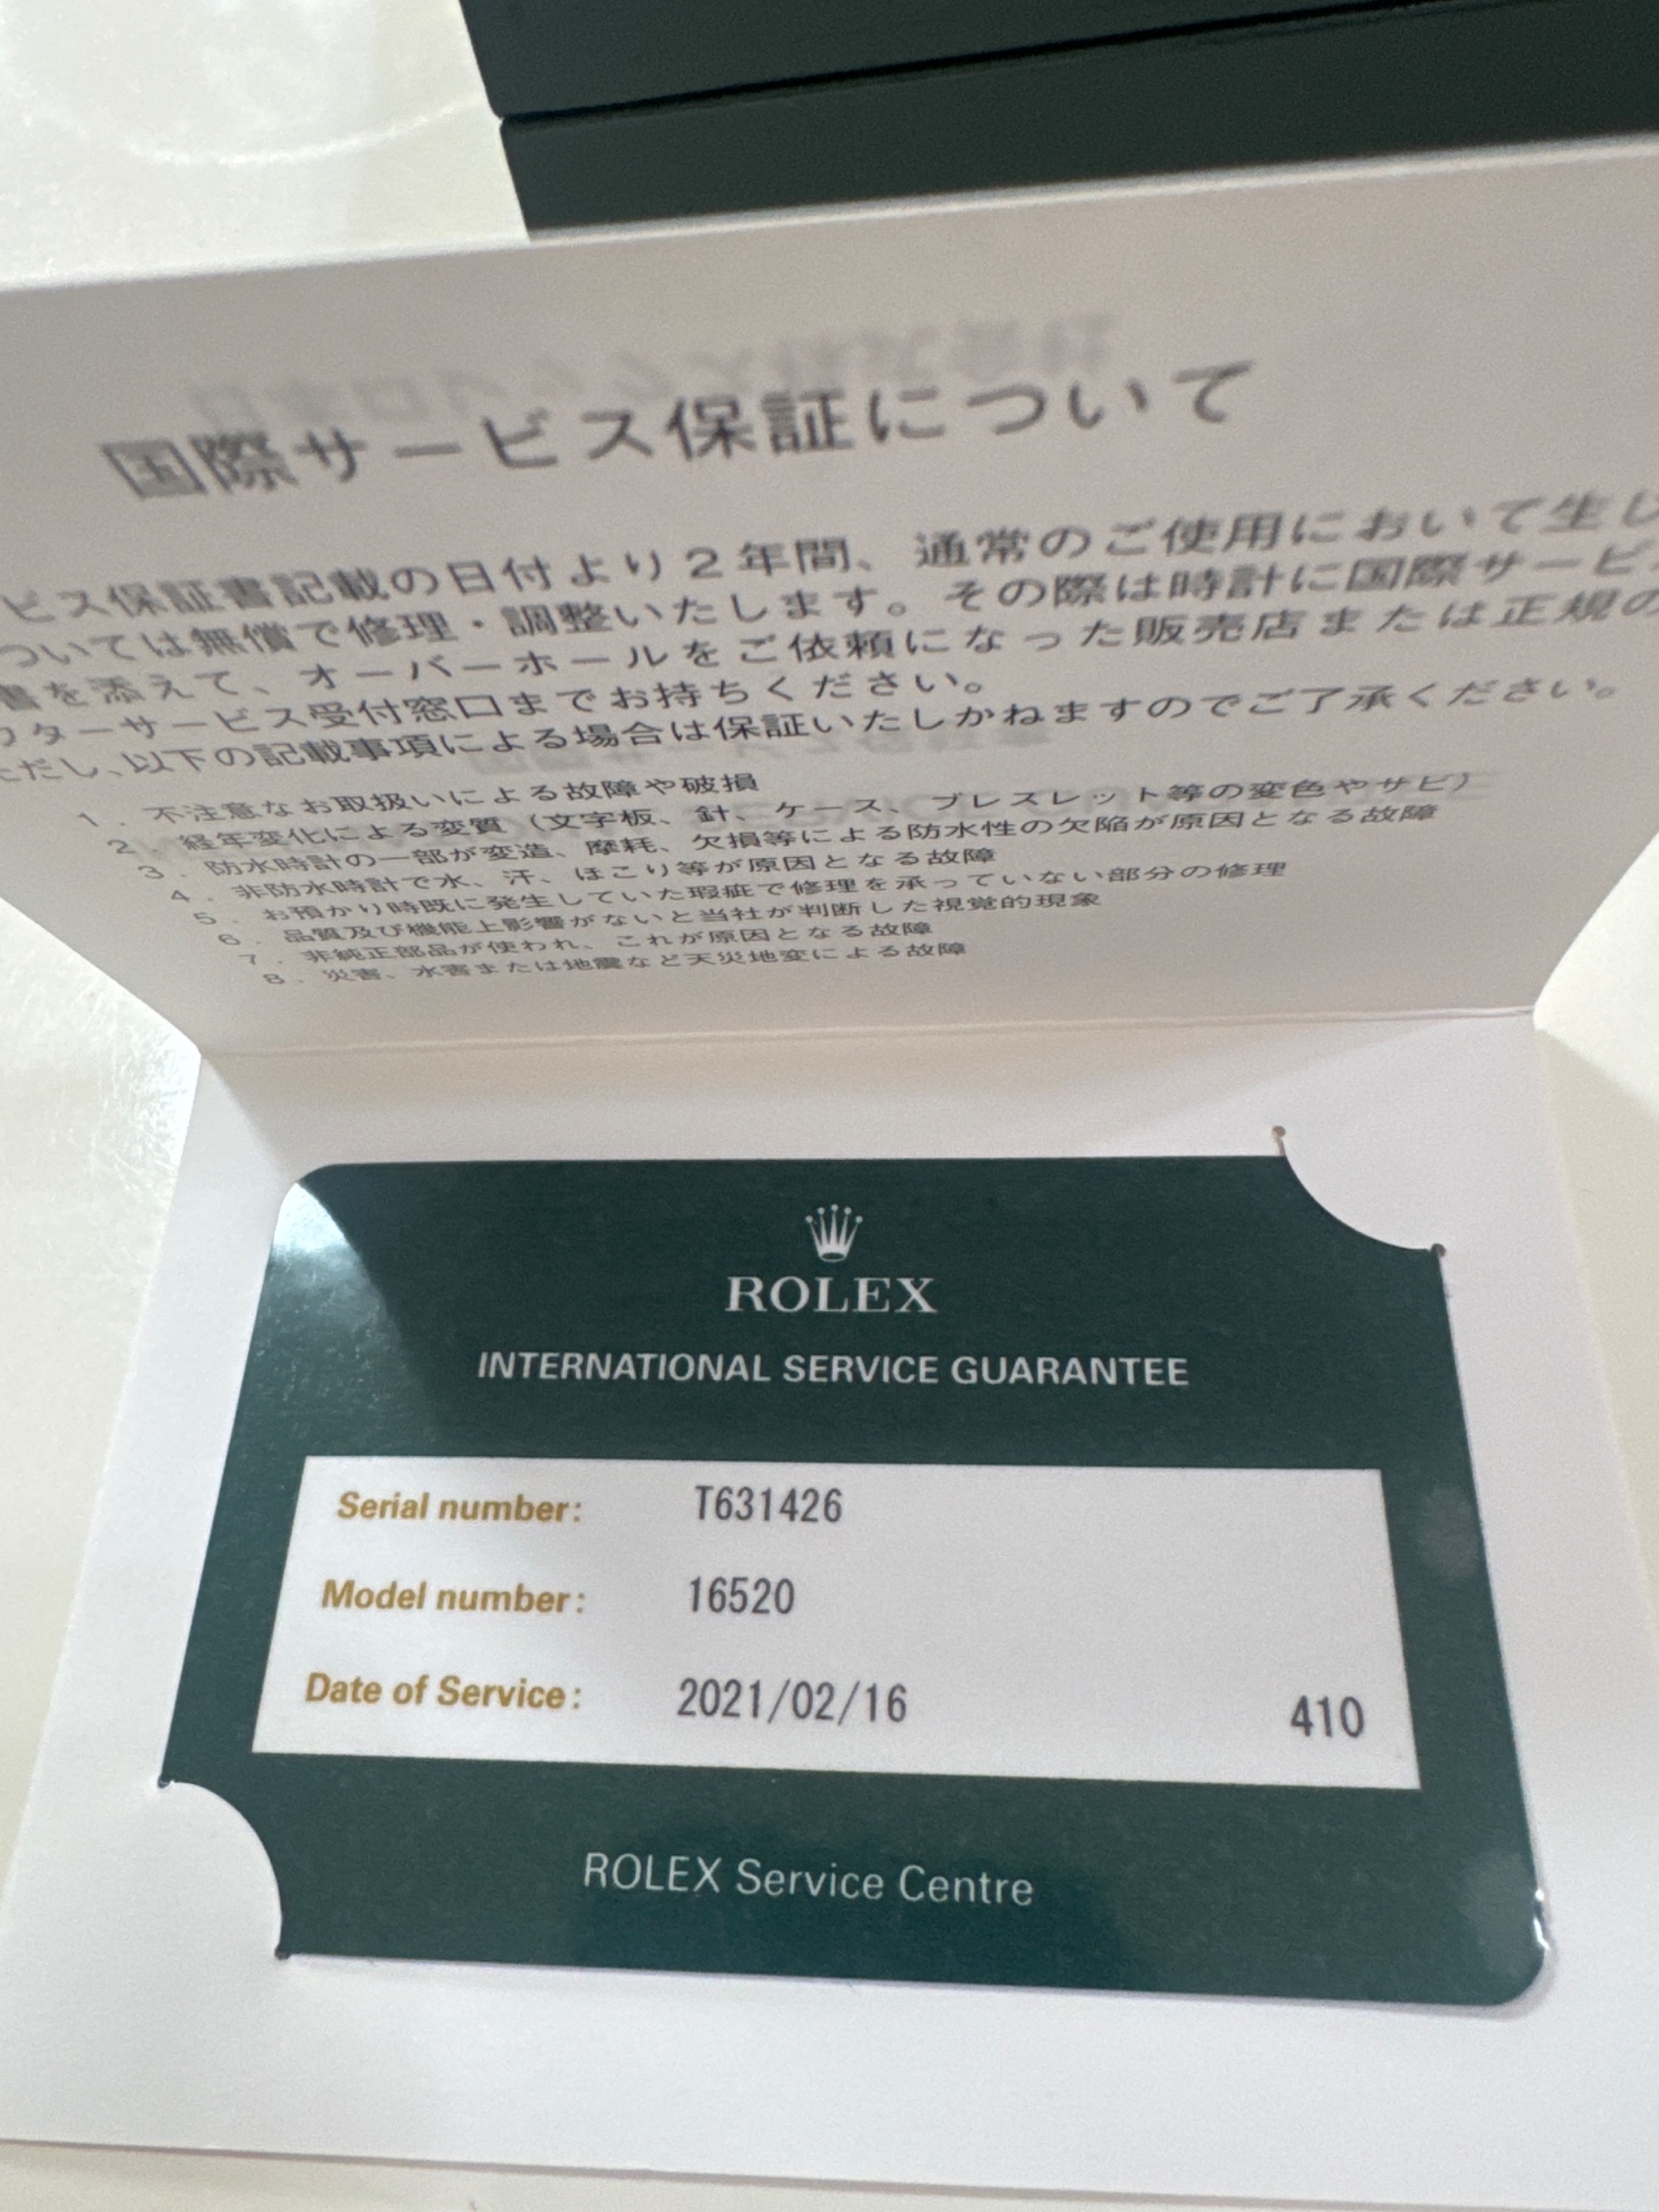 国際サービス保証について
ビス保証書記載の日付より2年間、通常のご使用において生じ
ついては無償で修理・調整いたします。その際は時計に国際サービ
書を添えて、オーバーホールをご依頼になった販売店または正規の
フターサービス受付窓口までお持ちください。
ただし、以下の記載事項による場合は保証いたしかねますのでご了承ください。
1. 不注意なお取扱いによる故障や破損
2. 経年変化による変質（文字板、針、ケース、ブレスレット等の変色やサビ）
3. 防水時計の一部が変造、摩耗、欠損等による防水性の欠陥が原因となる故障
4. 非防水時計で水、汗、ほこり等が原因となる故障
5. お預かり時既に発生していた瑕疵で修理を承っていない部分の修理
6. 品質及び機能上影響がないと当社が判断した視覚的現象
7. 非純正部品が使われ、これが原因となる故障
8. 災害、水害または地震など天災地変による故障
ROLEX
INTERNATIONAL SERVICE GUARANTEE
Serial number: T631426
Model number: 16520
Date of Service: 2021/02/16 410
ROLEX Service Centre